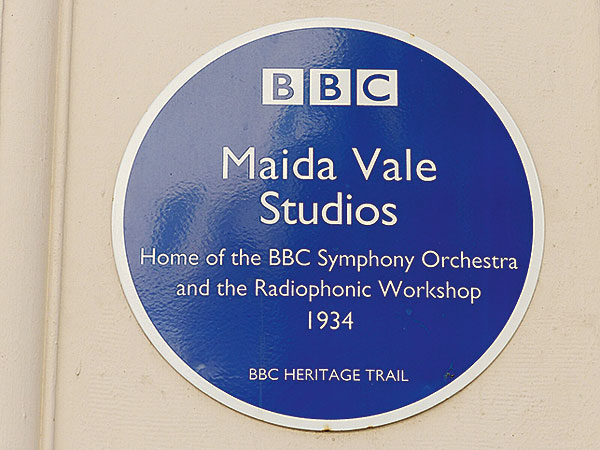 BBC
Maida Vale
Studios
Home of the BBC Symphony Orchestra
and the Radiophonic Workshop
1934
BBC HERITAGE TRAIL